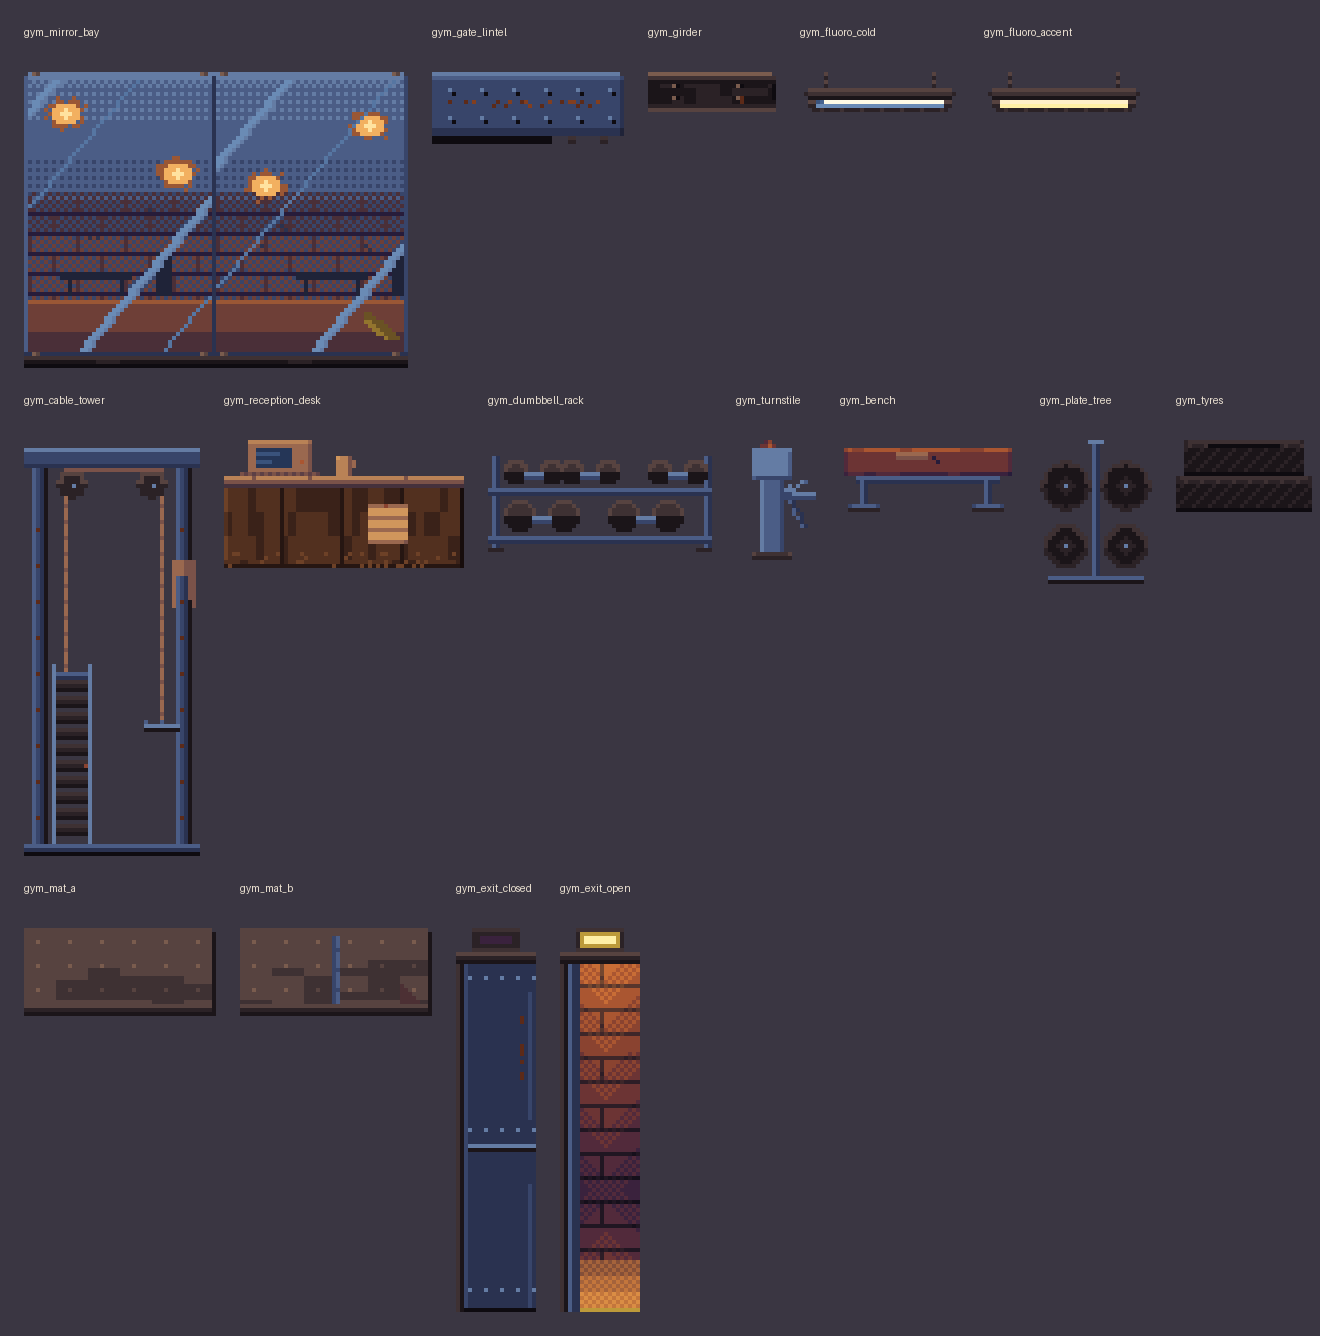 gym_mirror_bay
gym_gate_lintel
gym_girder
gym_fluoro_cold
gym_fluoro_accent
gym_cable_tower
gym_reception_desk
gym_dumbbell_rack
gym_turnstile
gym_bench
gym_plate_tree
gym_tyres
gym_mat_a
gym_mat_b
gym_exit_closed
gym_exit_open